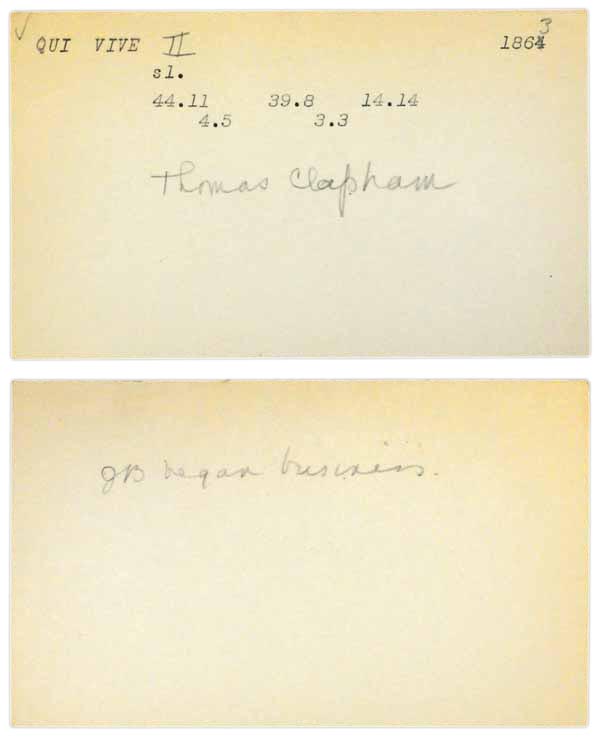 ✓
QUI VIVE II 1864 3
sl.
44.11 39.8 14.14
4.5 3.3
Thomas Clapham
JB began business.